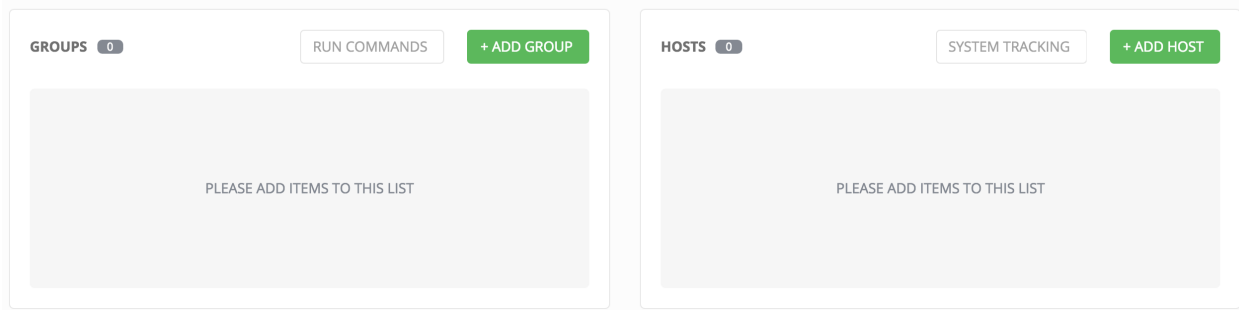 GROUPS 0 RUN COMMANDS + ADD GROUP
PLEASE ADD ITEMS TO THIS LIST
HOSTS 0 SYSTEM TRACKING + ADD HOST
PLEASE ADD ITEMS TO THIS LIST